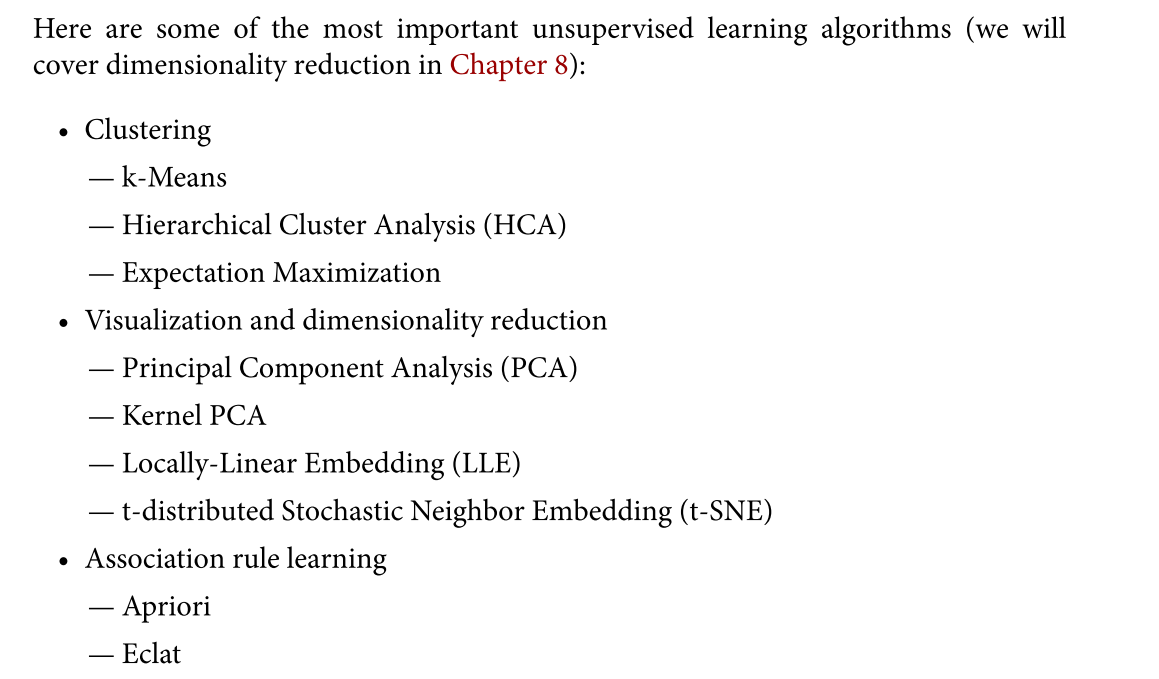 Here are some of the most important unsupervised learning algorithms (we will
cover dimensionality reduction in Chapter 8):
• Clustering
— k-Means
— Hierarchical Cluster Analysis (HCA)
— Expectation Maximization
• Visualization and dimensionality reduction
— Principal Component Analysis (PCA)
— Kernel PCA
— Locally-Linear Embedding (LLE)
— t-distributed Stochastic Neighbor Embedding (t-SNE)
• Association rule learning
— Apriori
— Eclat